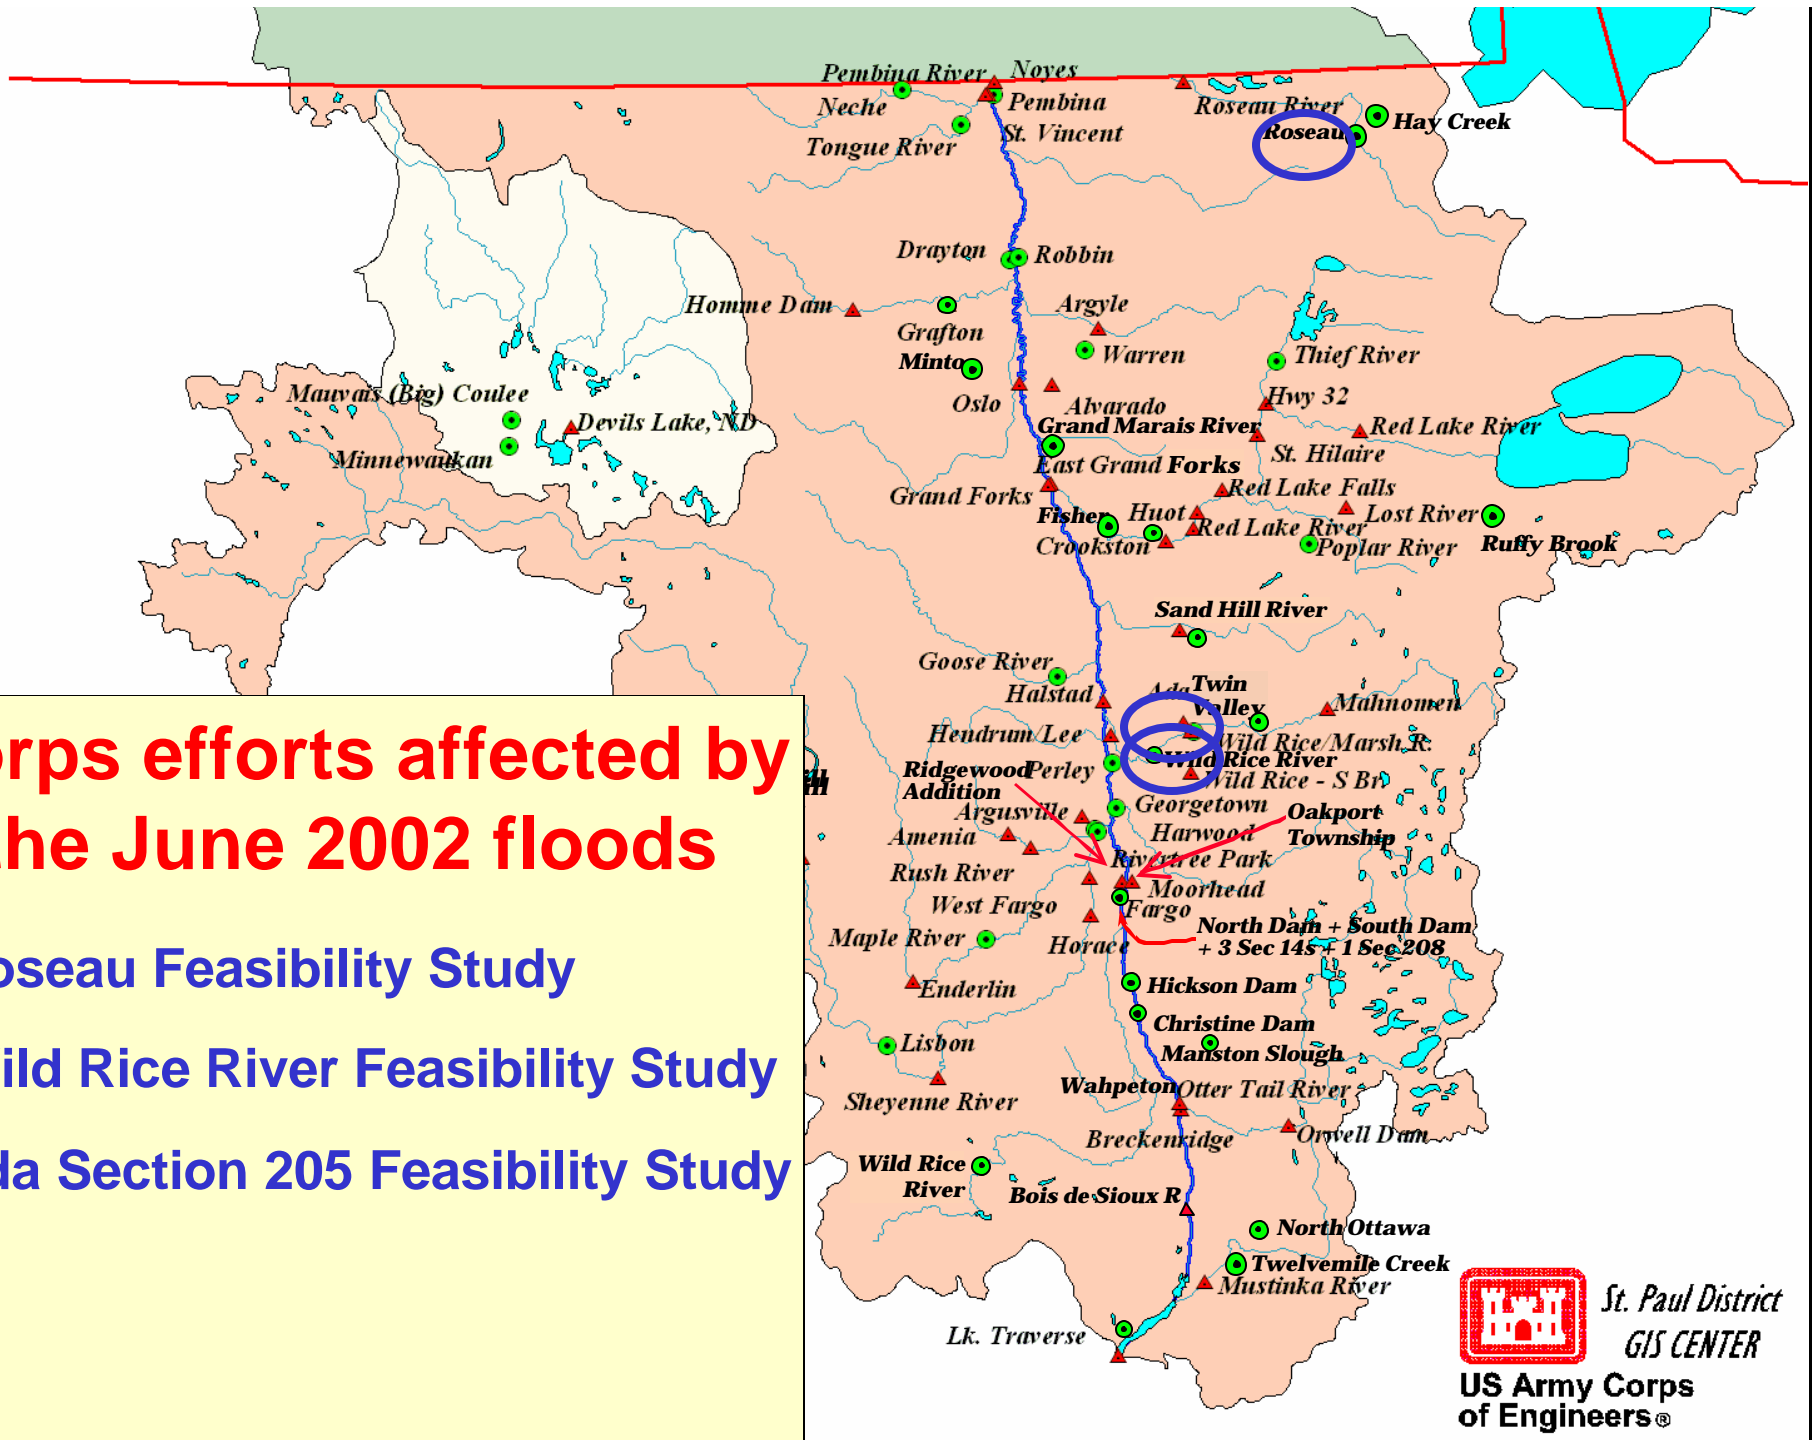 Pembina River
Noyes
Neche
Pembina
Roseau River
Hay Creek
St. Vincent
Roseau
Tongue River
Drayton
Robbin
Homme Dam
Argyle
Grafton
Warren
Thief River
Minto
Mauvais (Big) Coulee
Oslo
Alvarado
Hwy 32
Devils Lake, ND
Grand Marais River
Red Lake River
Minnewaukan
St. Hilaire
East Grand Forks
Grand Forks
Red Lake Falls
Fisher
Huot
Lost River
Red Lake River
Crookston
Poplar River
Ruffy Brook
Sand Hill River
Goose River
Halstad
Ada
Twin
Valley
Mahnomen
Hendrum/Lee
Wild Rice/Marsh R.
Wild Rice River
Ridgewood
Addition
Perley
Wild Rice - S Br.
Georgetown
Argusville
Oakport
Township
Amenia
Harwood
Rivertree Park
Rush River
Moorhead
West Fargo
Fargo
Maple River
Horace
North Dam + South Dam
+ 3 Sec 14s + 1 Sec 208
Enderlin
Hickson Dam
Christine Dam
Lisbon
Manston Slough
Wahpeton
Otter Tail River
Sheyenne River
Breckenridge
Orwell Dam
Wild Rice
River
Bois de Sioux R
North Ottawa
Twelvemile Creek
Mustinka River
Lk. Traverse
orps efforts affected by
he June 2002 floods
oseau Feasibility Study
ild Rice River Feasibility Study
da Section 205 Feasibility Study
St. Paul District
GIS CENTER
US Army Corps
of Engineers®